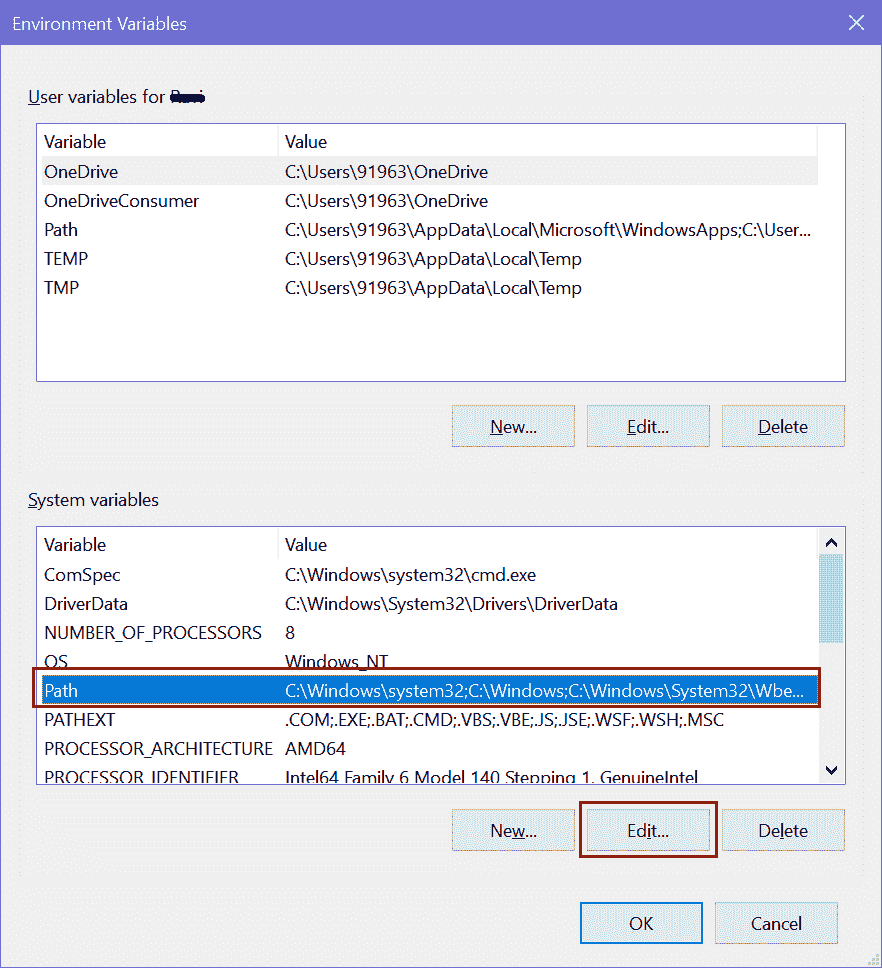 Environment Variables
User variables for
Variable Value
OneDrive C:\Users\91963\OneDrive
OneDriveConsumer C:\Users\91963\OneDrive
Path C:\Users\91963\AppData\Local\Microsoft\WindowsApps;C:\User...
TEMP C:\Users\91963\AppData\Local\Temp
TMP C:\Users\91963\AppData\Local\Temp
New... Edit... Delete
System variables
Variable Value
ComSpec C:\Windows\system32\cmd.exe
DriverData C:\Windows\System32\Drivers\DriverData
NUMBER_OF_PROCESSORS 8
OS Windows_NT
Path C:\Windows\system32;C:\Windows;C:\Windows\System32\Wbe...
PATHEXT .COM;.EXE;.BAT;.CMD;.VBS;.VBE;.JS;.JSE;.WSF;.WSH;.MSC
PROCESSOR_ARCHITECTURE AMD64
PROCESSOR_IDENTIFIER Intel64 Family 6 Model 140 Stepping 1, GenuineIntel
New... Edit... Delete
OK Cancel